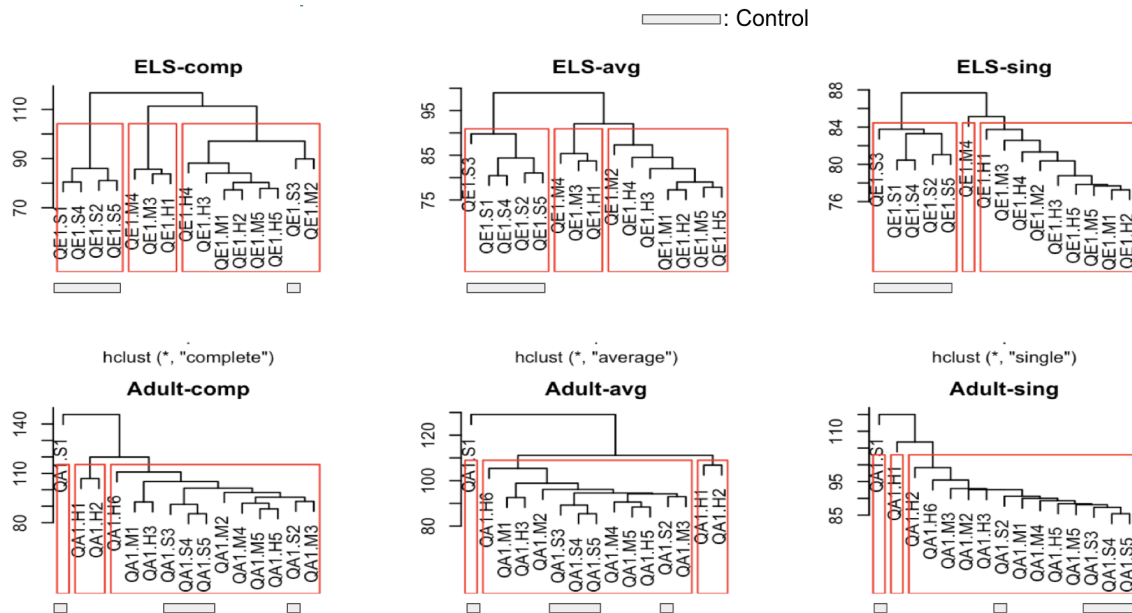 : Control
ELS-comp
110
90
70
QE1.S1
QE1.S4
QE1.S2
QE1.S5
QE1.M4
QE1.M3
QE1.H1
QE1.H4
QE1.H3
QE1.M1
QE1.H2
QE1.M5
QE1.H5
QE1.S3
QE1.M2
ELS-avg
95
85
75
QE1.S3
QE1.S1
QE1.S4
QE1.S2
QE1.S5
QE1.M4
QE1.M3
QE1.H1
QE1.M2
QE1.H4
QE1.H3
QE1.M1
QE1.H2
QE1.M5
QE1.H5
ELS-sing
88
84
80
76
QE1.S3
QE1.S1
QE1.S4
QE1.S2
QE1.S5
QE1.M4
QE1.H1
QE1.M3
QE1.H4
QE1.M2
QE1.H3
QE1.H5
QE1.M5
QE1.M1
QE1.H2
hclust (*, "complete")
Adult-comp
140
110
80
QA1.S1
QA1.H1
QA1.H2
QA1.H6
QA1.M1
QA1.H3
QA1.S3
QA1.S4
QA1.S5
QA1.M2
QA1.M4
QA1.M5
QA1.H5
QA1.S2
QA1.M3
hclust (*, "average")
Adult-avg
120
100
80
QA1.S1
QA1.H6
QA1.M1
QA1.H3
QA1.M2
QA1.S3
QA1.S4
QA1.S5
QA1.M4
QA1.M5
QA1.H5
QA1.S2
QA1.M3
QA1.H1
QA1.H2
hclust (*, "single")
Adult-sing
110
95
85
QA1.S1
QA1.H1
QA1.H2
QA1.H6
QA1.M3
QA1.M2
QA1.H3
QA1.S2
QA1.M1
QA1.M4
QA1.H5
QA1.M5
QA1.S3
QA1.S4
QA1.S5